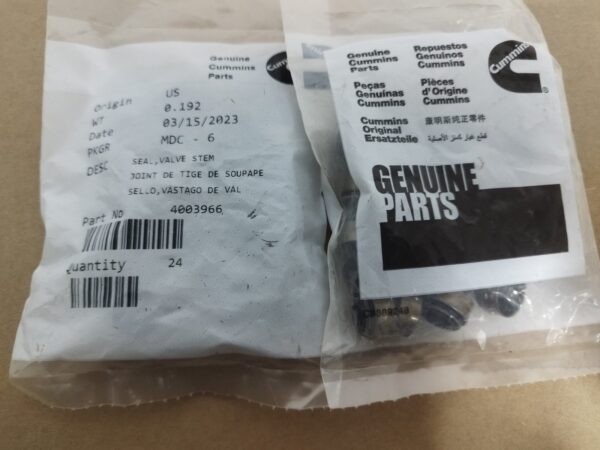 Genuine
Cummins
Parts
Cummins
Origin US
WT 0.192
Date 03/15/2023
PKGR MDC - 6
DESC SEAL,VALVE STEM
JOINT DE TIGE DE SOUPAPE
SELLO,VASTAGO DE VAL
Part No 4003966
Quantity 24
Genuine
Cummins
Parts
Repuestos
Genuinos
Cummins
Peças
Genuinas
Cummins
Pièces
d'Origine
Cummins
Cummins
Original
Ersatzteile
康明斯纯正零件
قطع غيار كمنز الأصلية
Cummins
®
GENUINE
PARTS